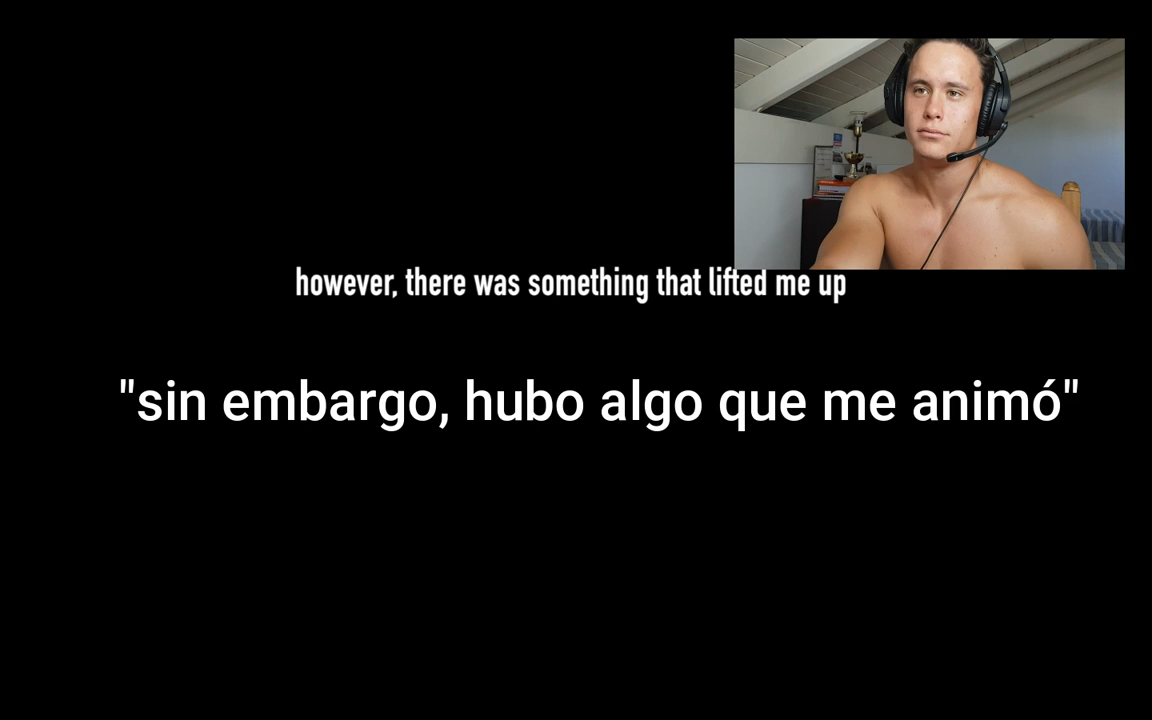 however, there was something that lifted me up
"sin embargo, hubo algo que me animó"